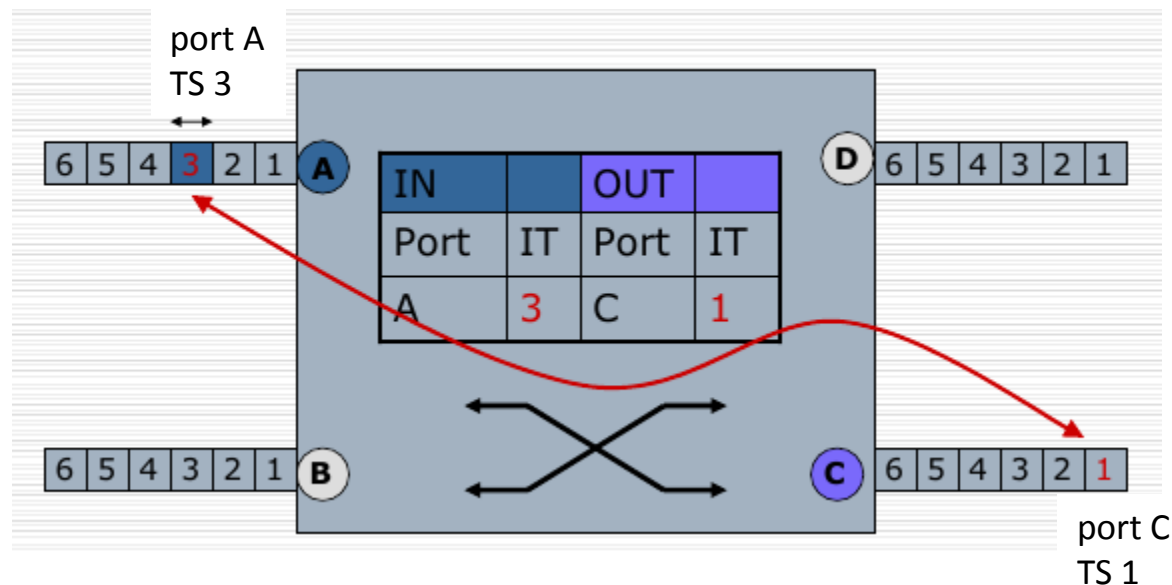 port A
TS 3
6 5 4 3 2 1 A
D 6 5 4 3 2 1
IN OUT
Port IT Port IT
A 3 C 1
6 5 4 3 2 1 B
C 6 5 4 3 2 1
port C
TS 1